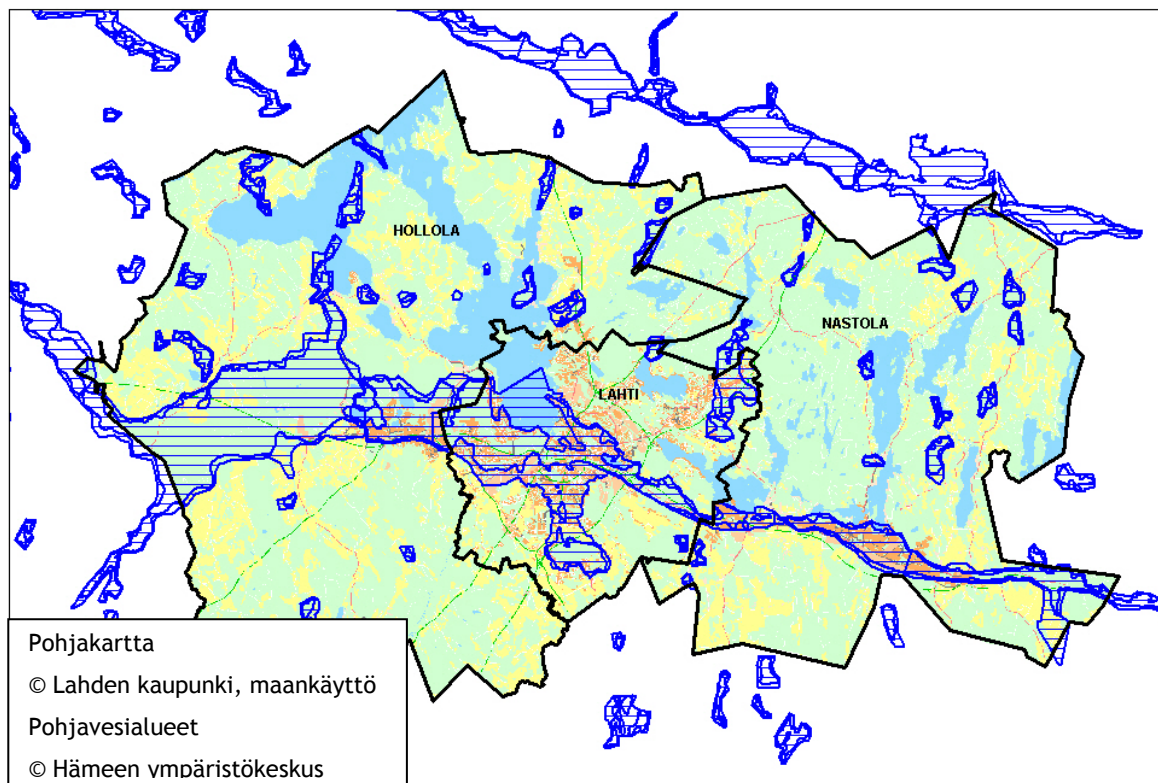 HOLLOLA
NASTOLA
LAHTI
Pohjakartta
© Lahden kaupunki, maankäyttö
Pohjavesialueet
© Hämeen ympäristökeskus